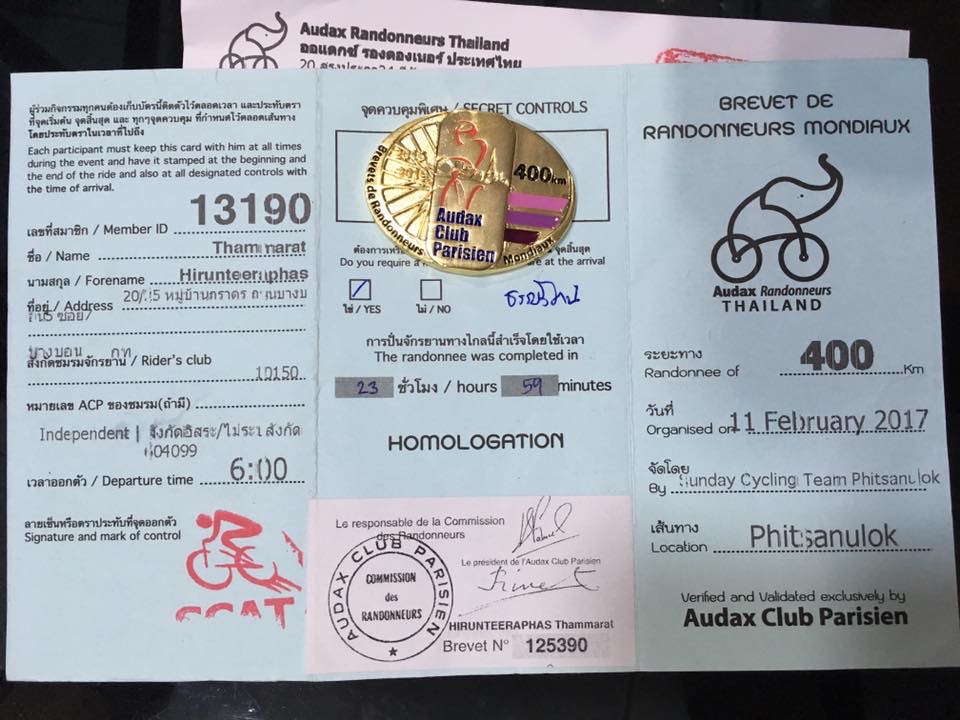 Audax Randonneurs Thailand
ออแดกซ์ รองดองเนอร์ ประเทศไทย
ผู้ร่วมกิจกรรมทุกคนต้องเก็บบัตรนี้ติดตัวไว้ตลอดเวลา และประทับตรา
ที่จุดเริ่มต้น จุดสิ้นสุด และ ทุกๆจุดควบคุม ที่กำหนดไว้ตลอดเส้นทาง
โดยประทับตราในเวลาที่ไปถึง
Each participant must keep this card with him at all times
during the event and have it stamped at the beginning and
the end of the ride and also at all designated controls with
the time of arrival.
เลขที่สมาชิก / Member ID 13190
ชื่อ / Name Thammarat
นามสกุล / Forename Hirunteeraphas
ที่อยู่ / Address
สังกัดชมรมจักรยาน / Rider's club
10150
หมายเลข ACP ของชมรม(ถ้ามี)
Independent | สังกัดอิสระ/ไม่ระบุสังกัด
เวลาออกตัว / Departure time 6:00
ลายเซ็นหรือตราประทับที่จุดออกตัว
Signature and mark of control
จุดควบคุมพิเศษ / SECRET CONTROLS
Brevets de Randonneurs Mondiaux
400km
Audax
Club
Parisien
Do you require a
at the arrival
ใช่ / YES
ไม่ / NO
การปั่นจักรยานทางไกลนี้สำเร็จโดยใช้เวลา
The randonnee was completed in
23 ชั่วโมง / hours 59 minutes
HOMOLOGATION
Le responsable de la Commission
des Randonneurs
Le président de l'Audax Club Parisien
AUDAX CLUB PARISIEN
COMMISSION
des
RANDONNEURS
HIRUNTEERAPHAS Thammarat
Brevet N° 125390
BREVET DE
RANDONNEURS MONDIAUX
Audax Randonneurs
THAILAND
ระยะทาง
Randonnee of 400 Km
วันที่
Organised on 11 February 2017
จัดโดย
By Sunday Cycling Team Phitsanulok
เส้นทาง
Location Phitsanulok
Verified and Validated exclusively by
Audax Club Parisien